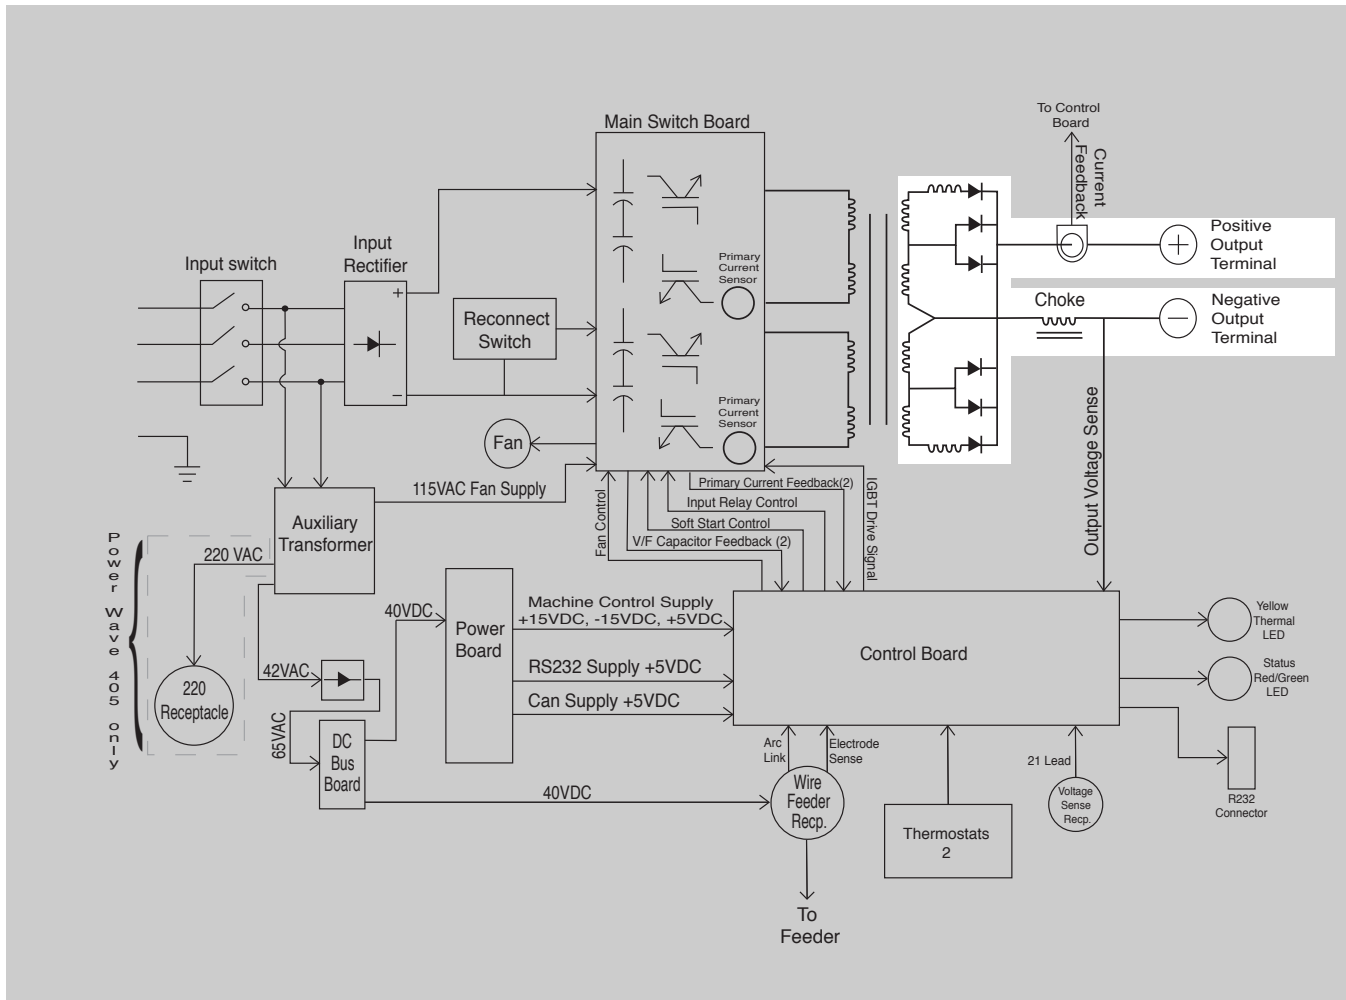 To Control
Board
Current
Feedback
Main Switch Board
Positive
Output
Terminal
Input
Rectifier
Input switch
+
−
Primary
Current
Sensor
+
Reconnect
Switch
Choke
Negative
Output
Terminal
−
Primary
Current
Sensor
Fan
115VAC Fan Supply
Fan Control
Primary Current Feedback(2)
Input Relay Control
Soft Start Control
V/F Capacitor Feedback (2)
IGBT Drive Signal
Output Voltage Sense
Auxiliary
Transformer
Power Wave 405 only
220 VAC
220
Receptacle
42VAC
65VAC
DC
Bus
Board
40VDC
Power
Board
Machine Control Supply
+15VDC, -15VDC, +5VDC
RS232 Supply +5VDC
Can Supply +5VDC
Control Board
Yellow
Thermal
LED
Status
Red/Green
LED
40VDC
Arc
Link
Electrode
Sense
Wire
Feeder
Recp.
Thermostats
2
21 Lead
Voltage
Sense
Recp.
R232
Connector
To
Feeder